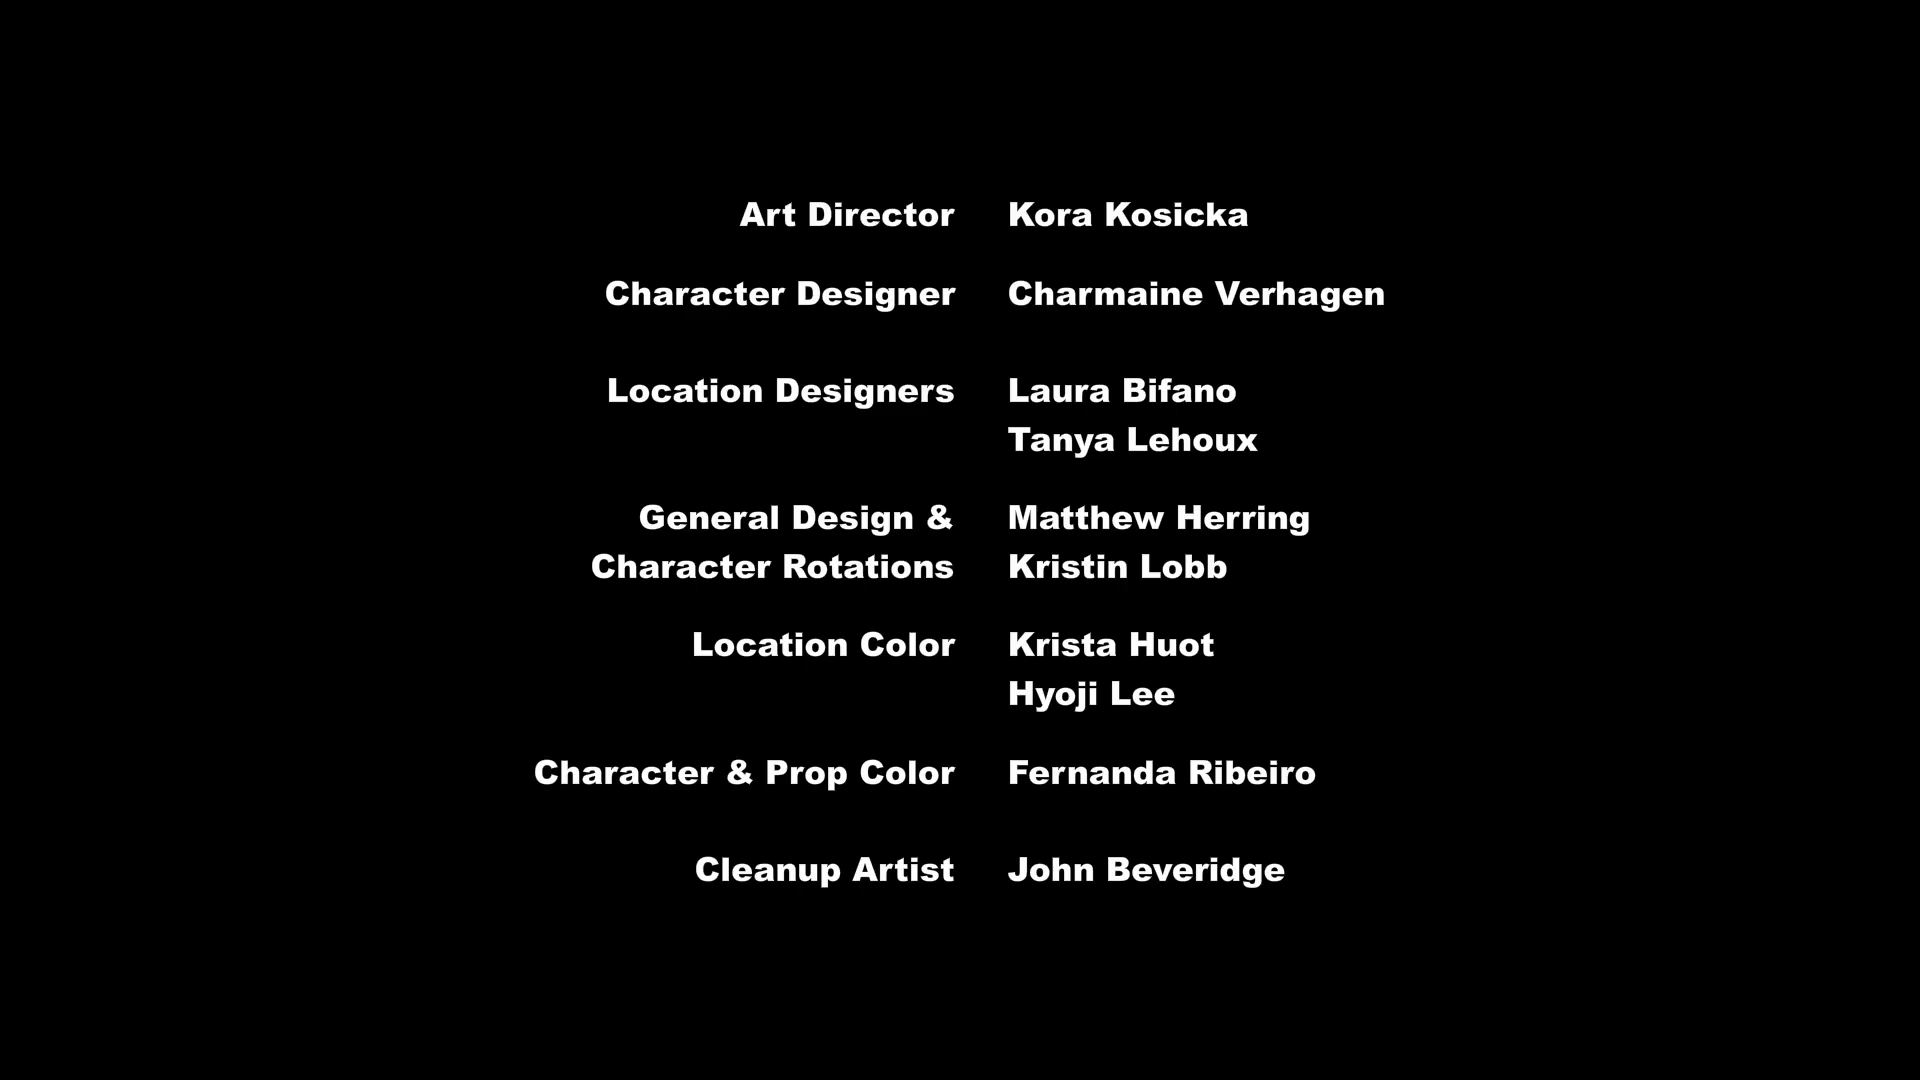 Art Director Kora Kosicka
Character Designer Charmaine Verhagen
Location Designers Laura Bifano
Tanya Lehoux
General Design & Matthew Herring
Character Rotations Kristin Lobb
Location Color Krista Huot
Hyoji Lee
Character & Prop Color Fernanda Ribeiro
Cleanup Artist John Beveridge